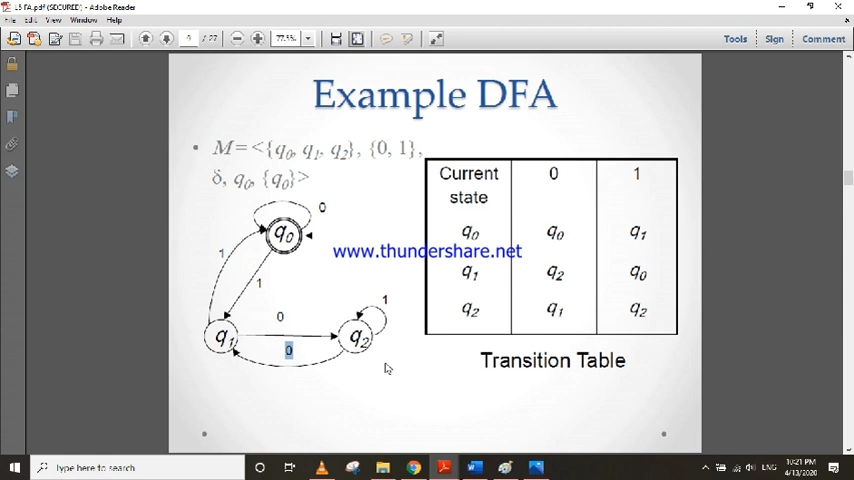 L5 FA.pdf (SECURED) - Adobe Reader
File Edit View Window Help
9 / 27 77.5%
Tools Sign Comment
Example DFA
• M=<{q0, q1, q2}, {0, 1},
δ, q0, {q0}>
0
q0
1
1
0
1
q1
q2
0
Current state 0 1
q0 q0 q1
q1 q2 q0
q2 q1 q2
Transition Table
www.thundershare.net
Type here to search
ENG
10:21 PM
4/13/2020